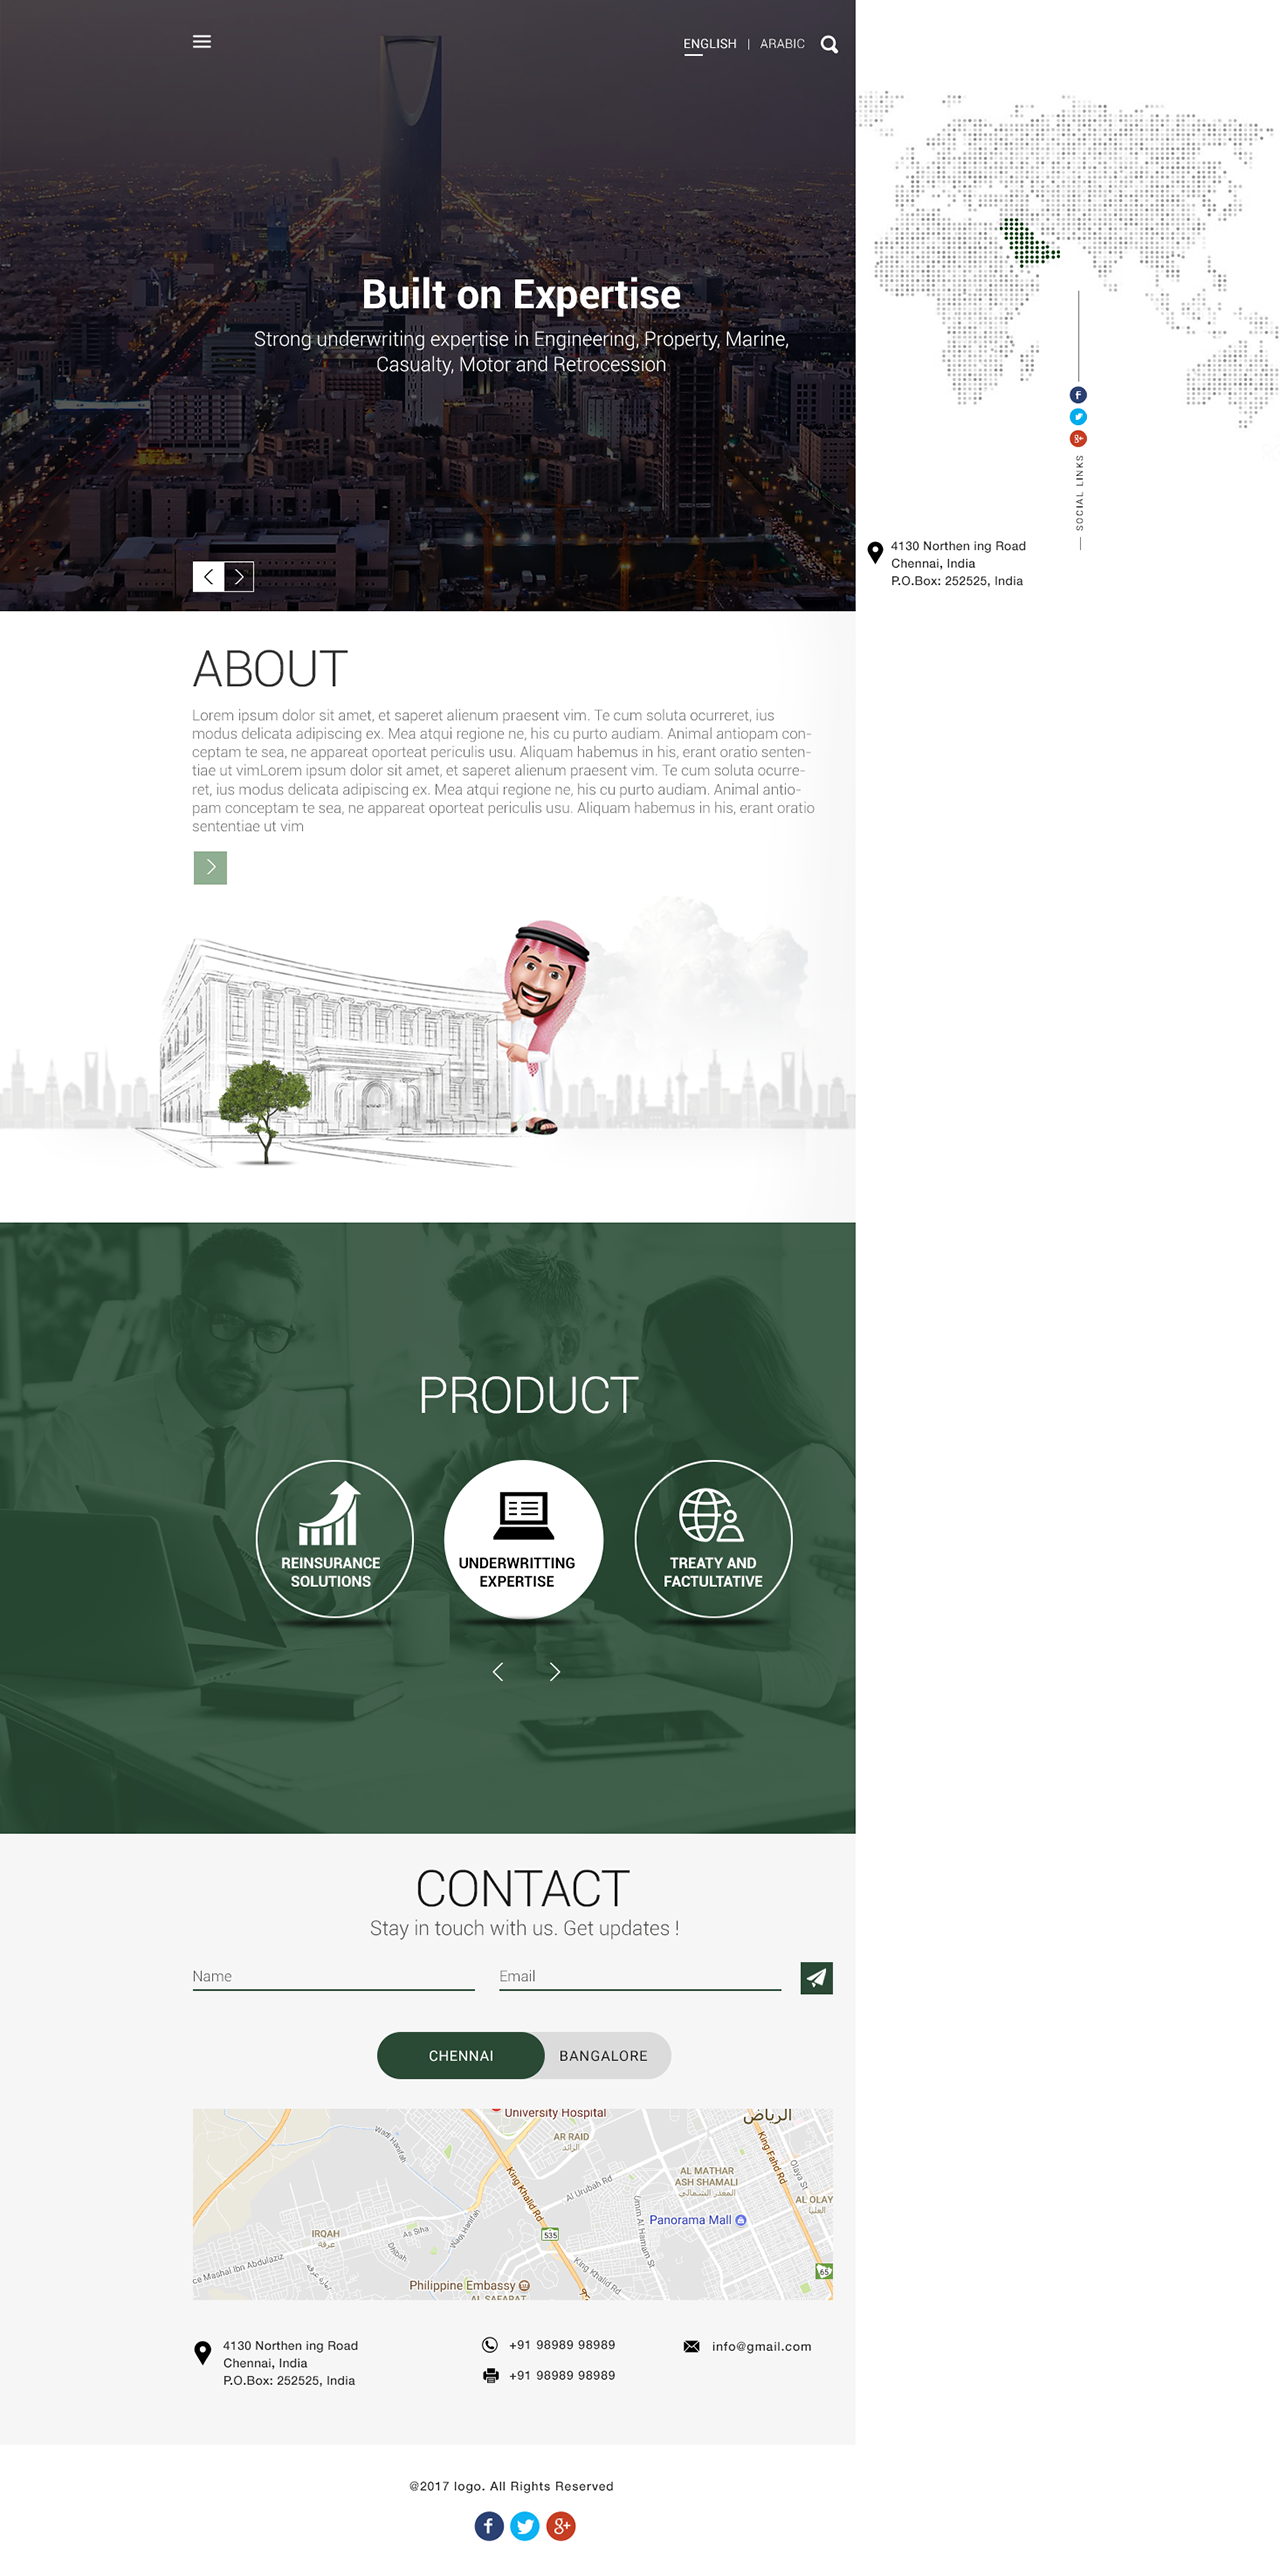 ENGLISH | ARABIC
Built on Expertise
Strong underwriting expertise in Engineering, Property, Marine,
Casualty, Motor and Retrocession
SOCIAL LINKS
4130 Northen ing Road
Chennai, India
P.O.Box: 252525, India
ABOUT
Lorem ipsum dolor sit amet, et saperet alienum praesent vim. Te cum soluta ocurreret, ius
modus delicata adipiscing ex. Mea atqui regione ne, his cu purto audiam. Animal antiopam con-
ceptam te sea, ne appareat oporteat periculis usu. Aliquam habemus in his, erant oratio senten-
tiae ut vimLorem ipsum dolor sit amet, et saperet alienum praesent vim. Te cum soluta ocurre-
ret, ius modus delicata adipiscing ex. Mea atqui regione ne, his cu purto audiam. Animal antio-
pam conceptam te sea, ne appareat oporteat periculis usu. Aliquam habemus in his, erant oratio
sententiae ut vim
PRODUCT
REINSURANCE
SOLUTIONS
UNDERWRITTING
EXPERTISE
TREATY AND
FACTULTATIVE
CONTACT
Stay in touch with us. Get updates !
Name
Email
CHENNAI
BANGALORE
University Hospital
الرياض
Wadi Hanifah
AR RAID
الرائد
King Fahd Rd
Olaya St
King Khalid Rd
AL MATHAR
ASH SHAMALI
المعذر الشمالي
Al Urubah Rd
AL OLAY
العليا
Umm Al Hamam St
Panorama Mall
IRQAH
عرقة
As Siha
Wadi Hanifah
535
Dhibah
ce Mashal Ibn Abdulaziz
King Khalid Rd
65
Philippine Embassy
AL SAFARAT
4130 Northen ing Road
Chennai, India
P.O.Box: 252525, India
+91 98989 98989
+91 98989 98989
info@gmail.com
@2017 logo. All Rights Reserved